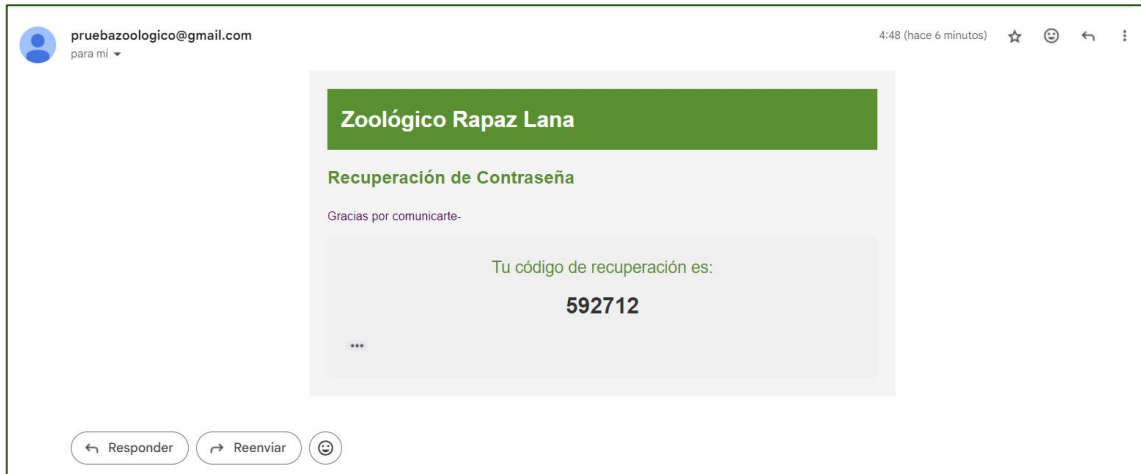 pruebazoologico@gmail.com
4:48 (hace 6 minutos)
para mí
Zoológico Rapaz Lana
Recuperación de Contraseña
Gracias por comunicarte-
Tu código de recuperación es:
592712
Responder
Reenviar